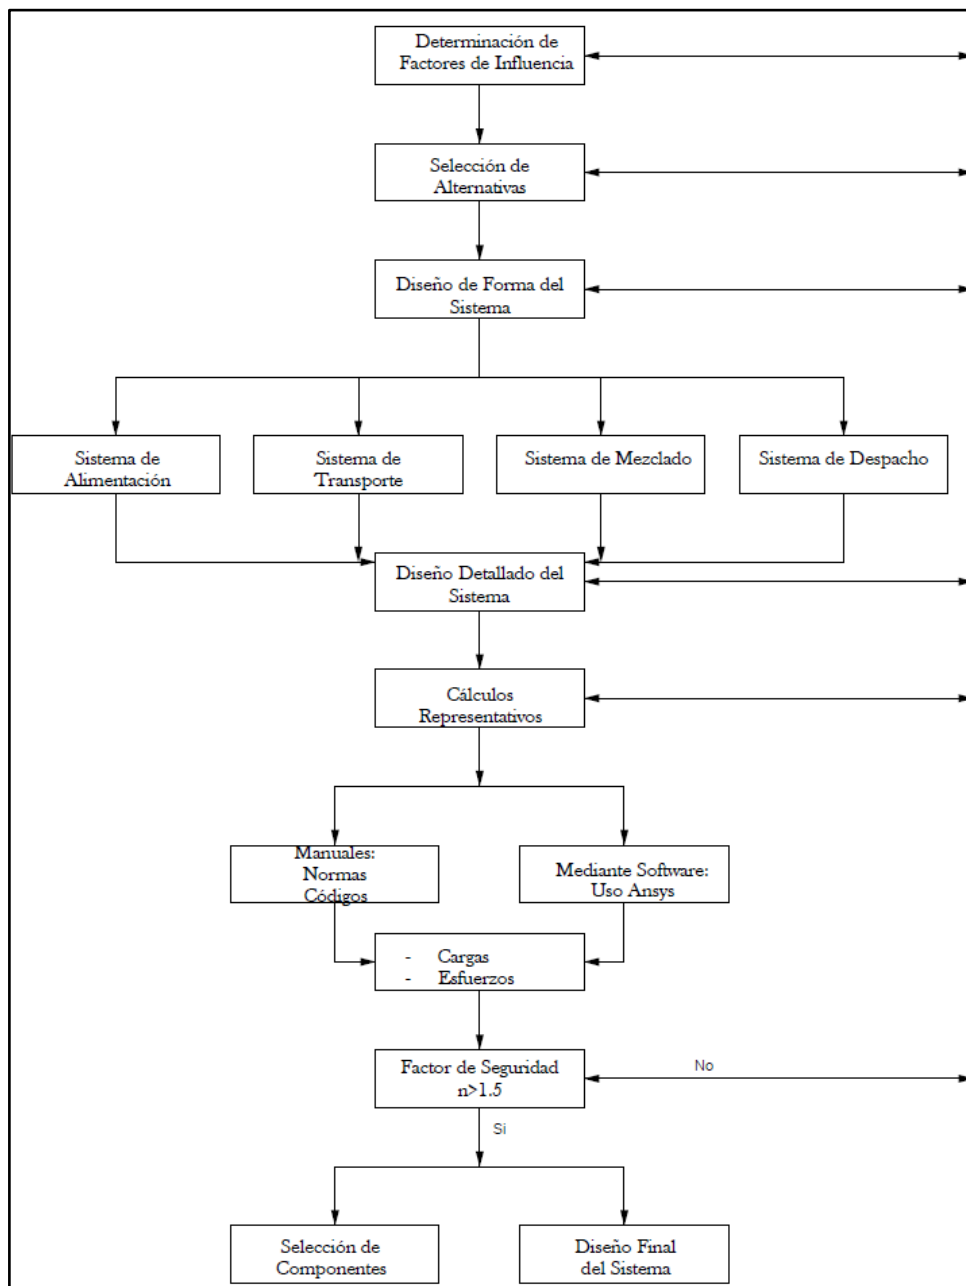 Determinación de
Factores de Influencia
Selección de
Alternativas
Diseño de Forma del
Sistema
Sistema de
Alimentación
Sistema de
Transporte
Sistema de Mezclado
Sistema de Despacho
Diseño Detallado del
Sistema
Cálculos
Representativos
Manuales:
Normas
Códigos
Mediante Software:
Uso Ansys
- Cargas
- Esfuerzos
Factor de Seguridad
n>1.5
No
Si
Selección de
Componentes
Diseño Final
del Sistema